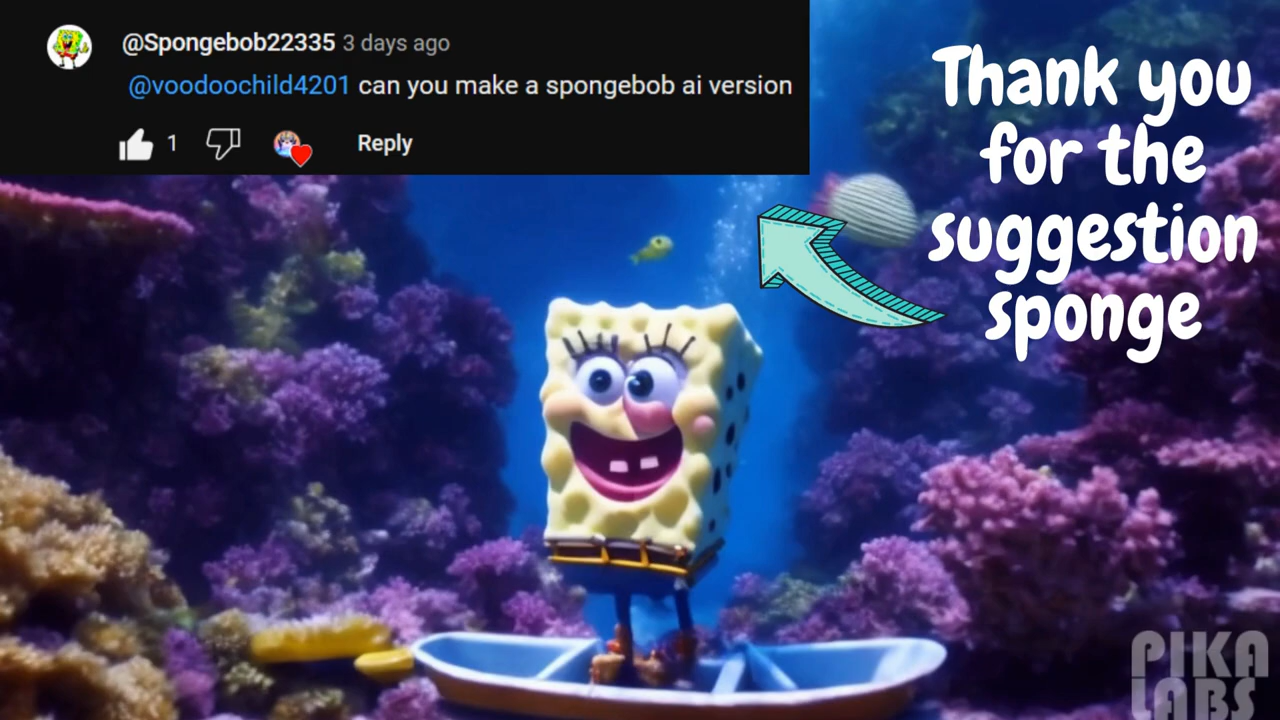 @Spongebob22335 3 days ago
@voodoochild4201 can you make a spongebob ai version
1
Reply
Thank you
for the
suggestion
sponge
PIKA
LABS